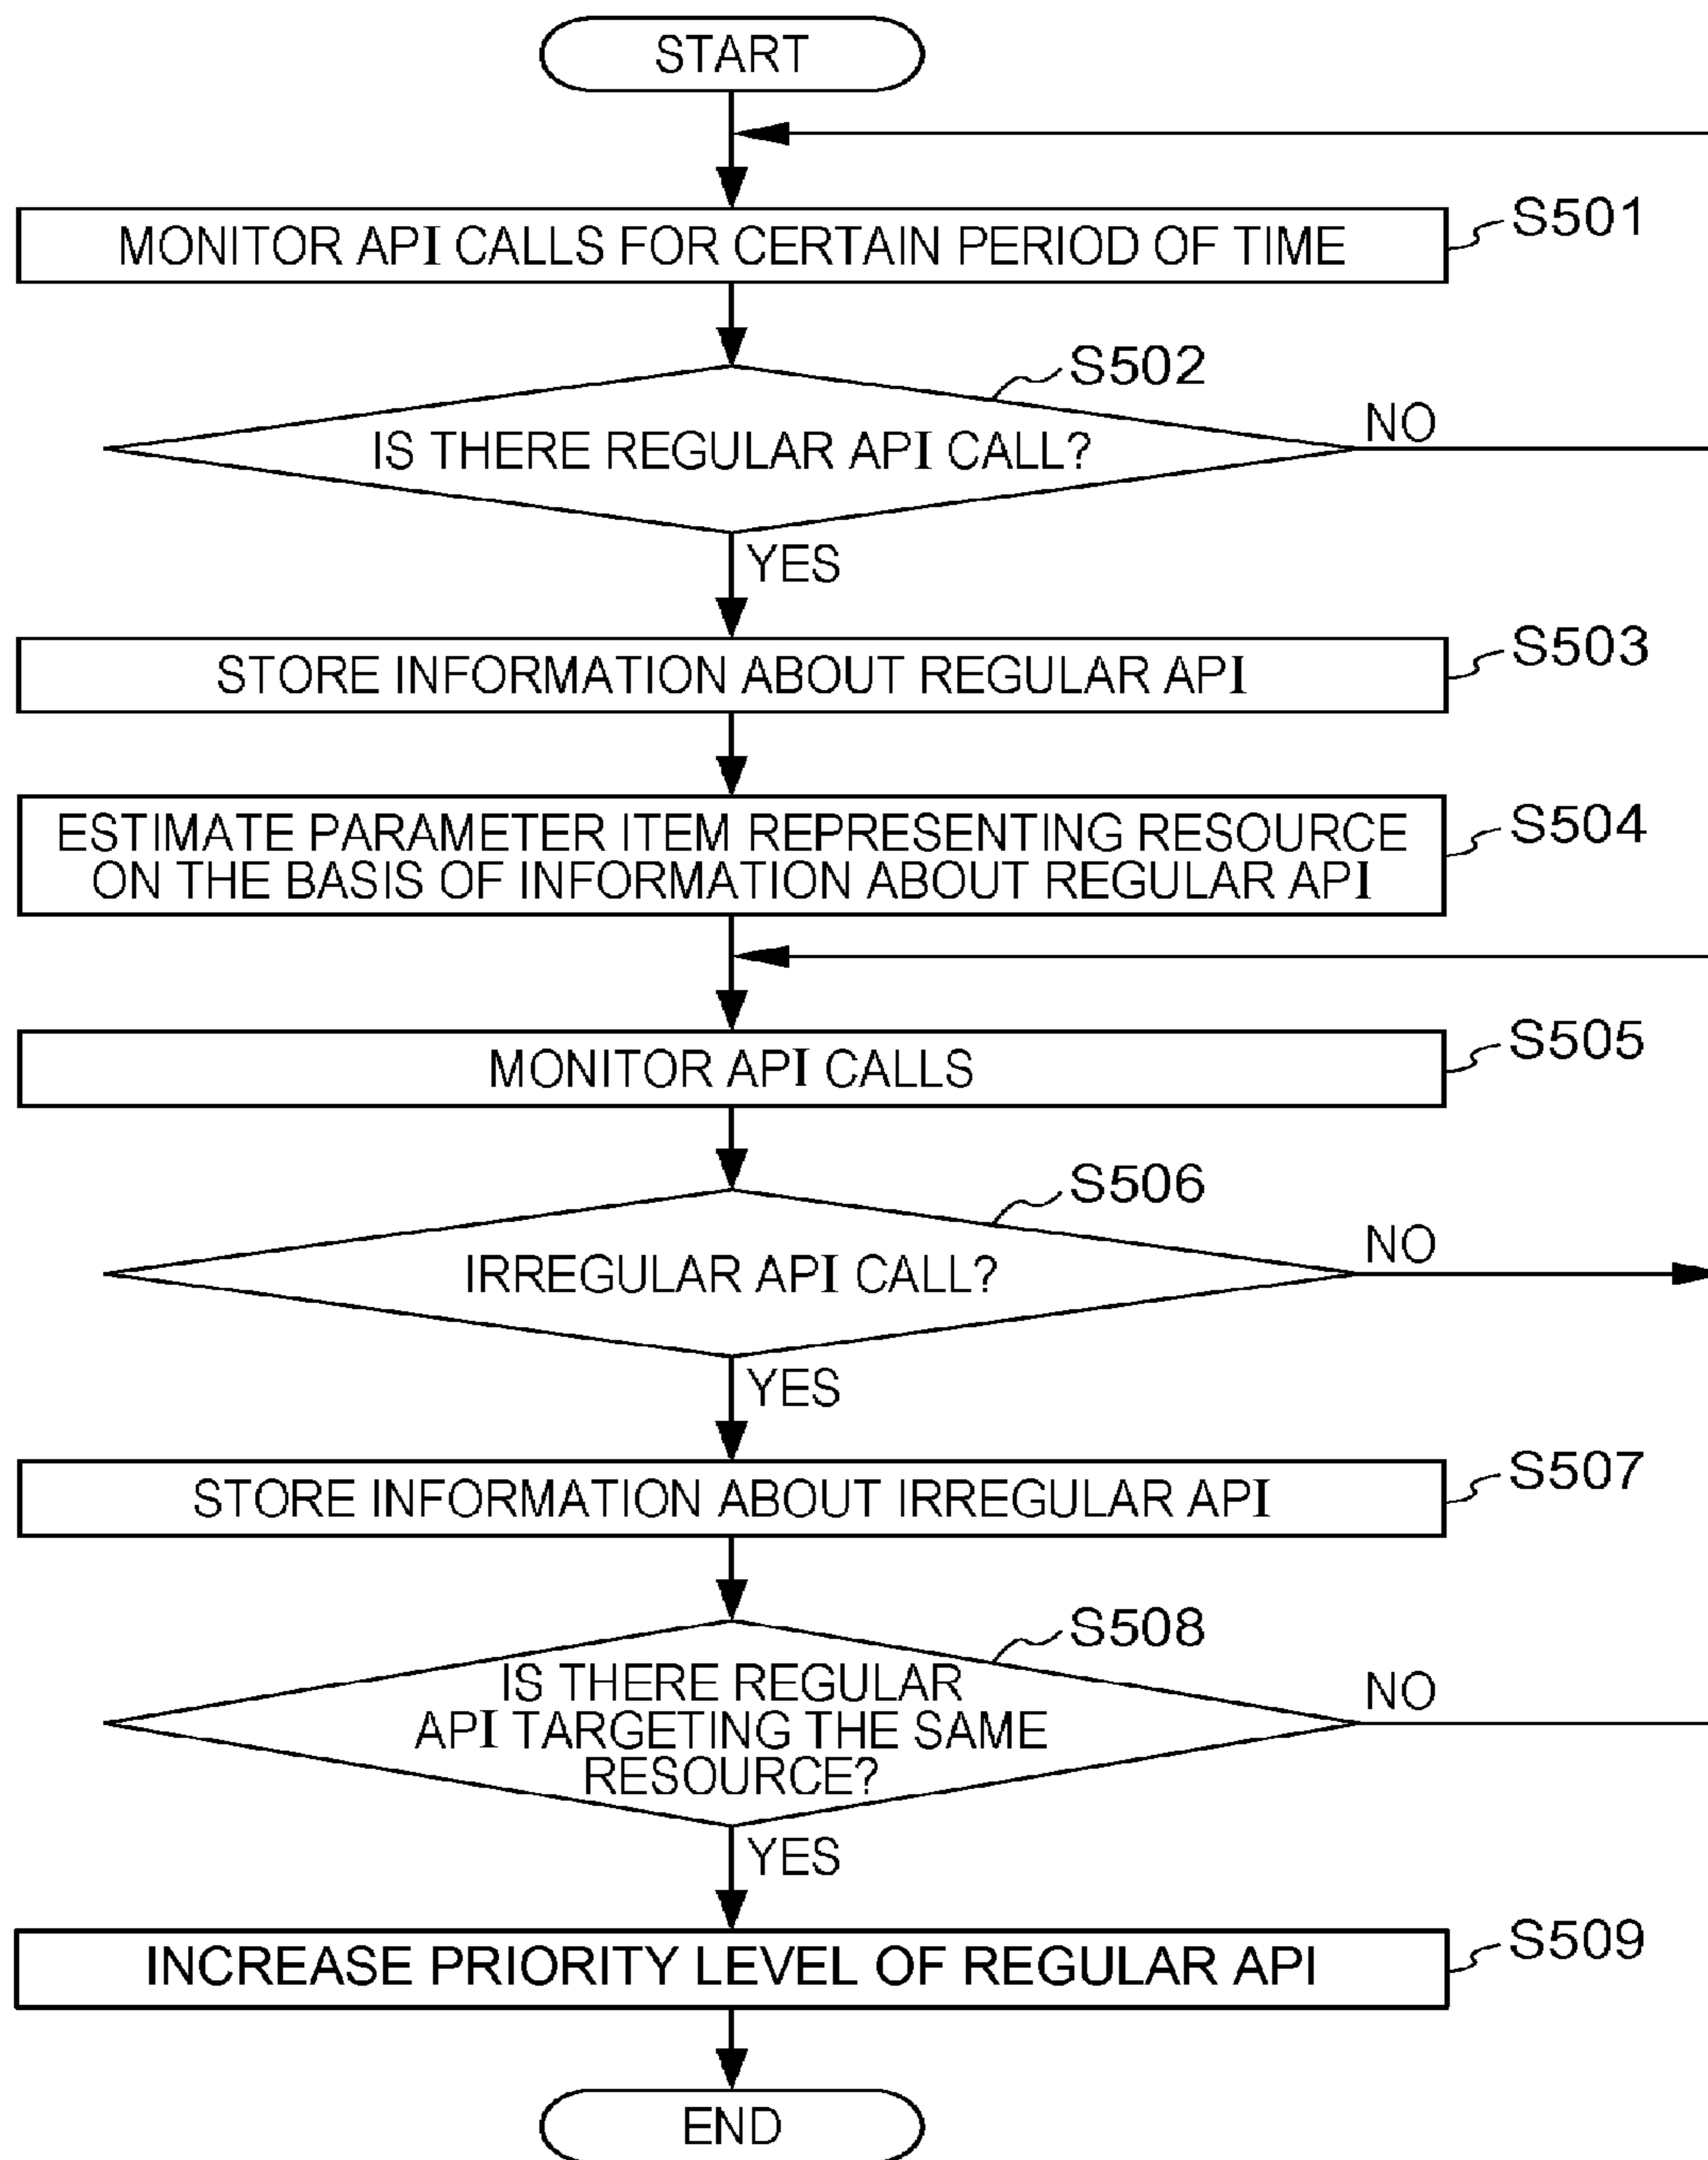 START
MONITOR API CALLS FOR CERTAIN PERIOD OF TIME
S501
S502
IS THERE REGULAR API CALL?
NO
YES
STORE INFORMATION ABOUT REGULAR API
S503
ESTIMATE PARAMETER ITEM REPRESENTING RESOURCE
ON THE BASIS OF INFORMATION ABOUT REGULAR API
S504
MONITOR API CALLS
S505
S506
IRREGULAR API CALL?
NO
YES
STORE INFORMATION ABOUT IRREGULAR API
S507
S508
IS THERE REGULAR
API TARGETING THE SAME
RESOURCE?
NO
YES
INCREASE PRIORITY LEVEL OF REGULAR API
S509
END